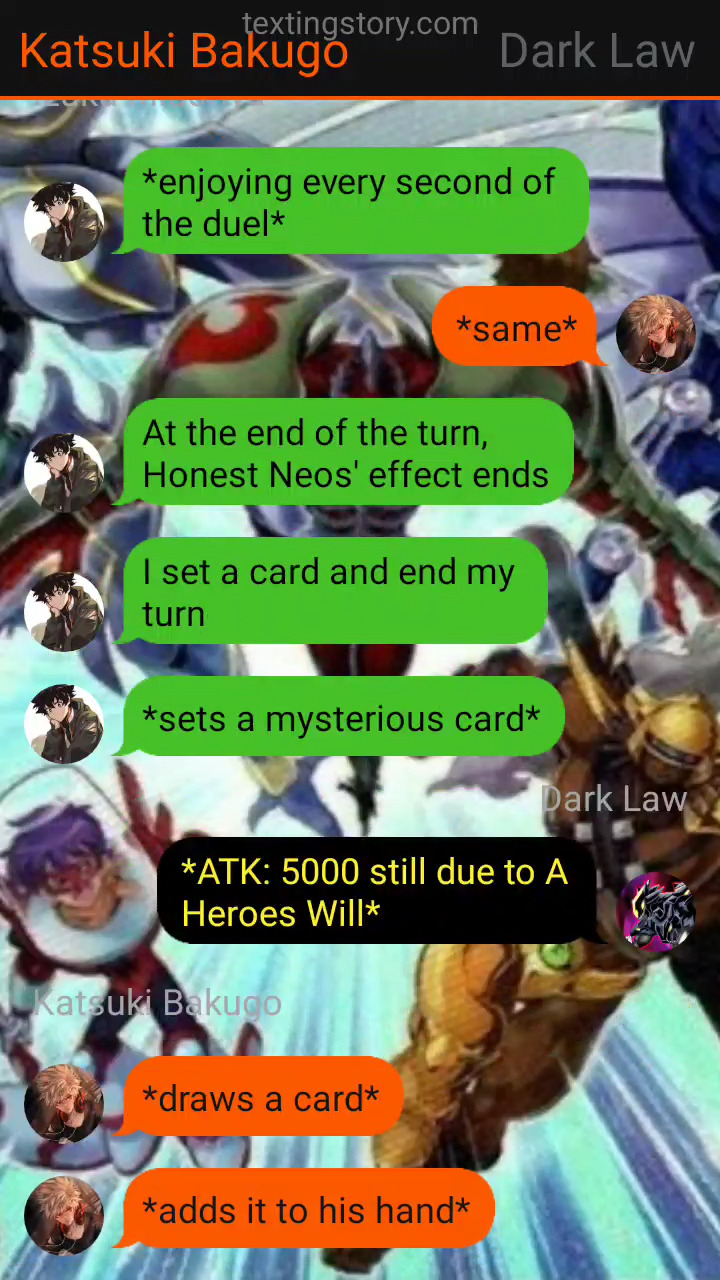 textingstory.com
Katsuki Bakugo
Dark Law
*enjoying every second of
the duel*
*same*
At the end of the turn,
Honest Neos' effect ends
I set a card and end my
turn
*sets a mysterious card*
Dark Law
*ATK: 5000 still due to A
Heroes Will*
Katsuki Bakugo
*draws a card*
*adds it to his hand*